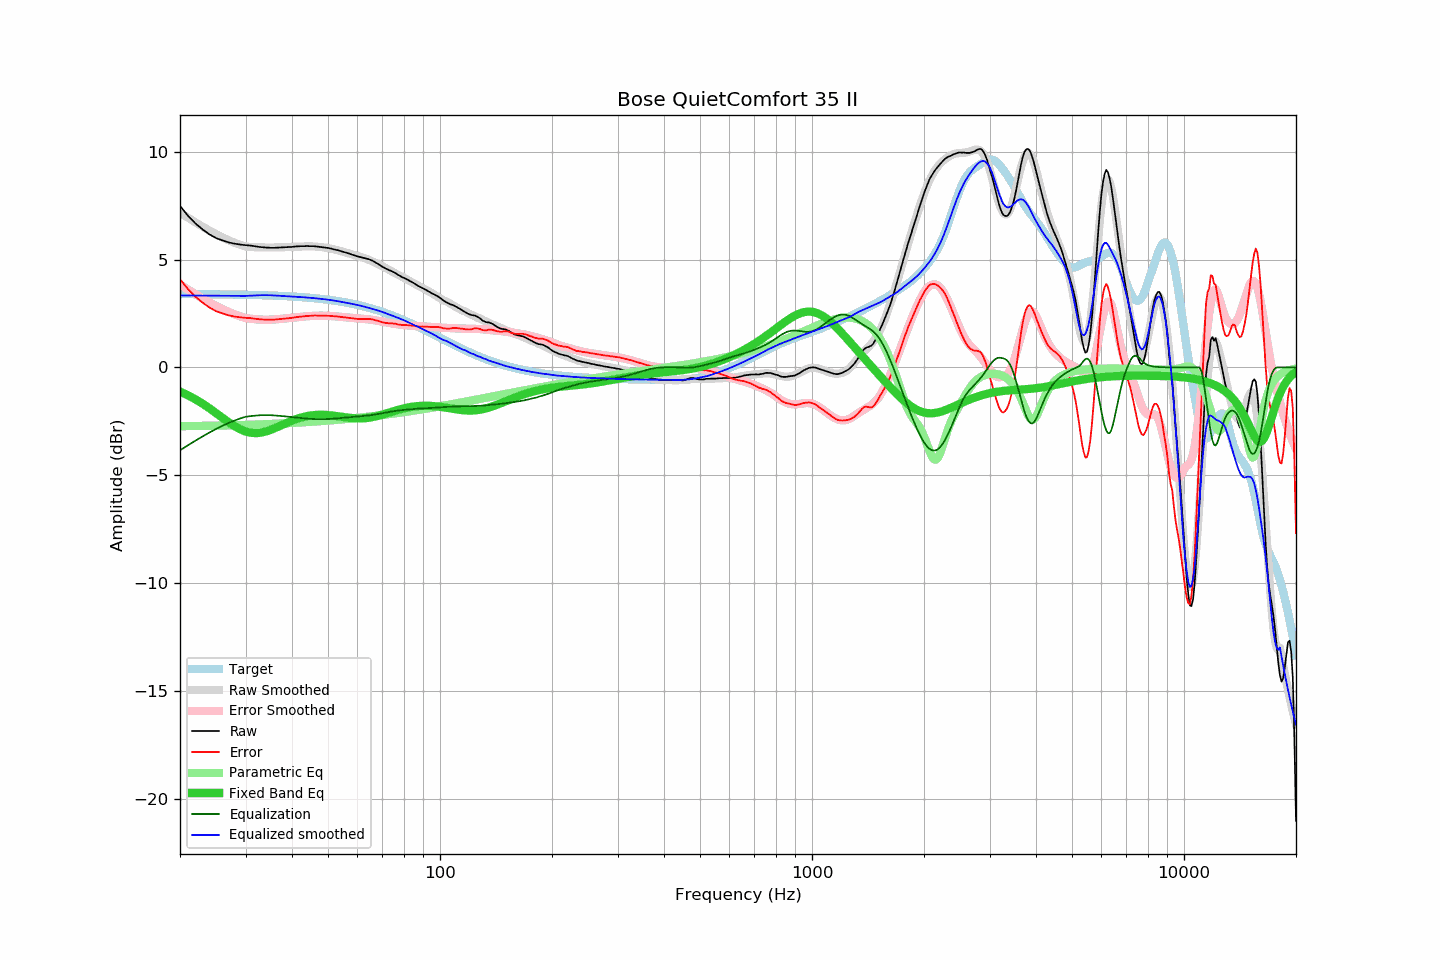 Bose QuietComfort 35 II
10
5
0
−5
−10
−15
−20
Amplitude (dBr)
Target
Raw Smoothed
Error Smoothed
Raw
Error
Parametric Eq
Fixed Band Eq
Equalization
Equalized smoothed
100
1000
10000
Frequency (Hz)